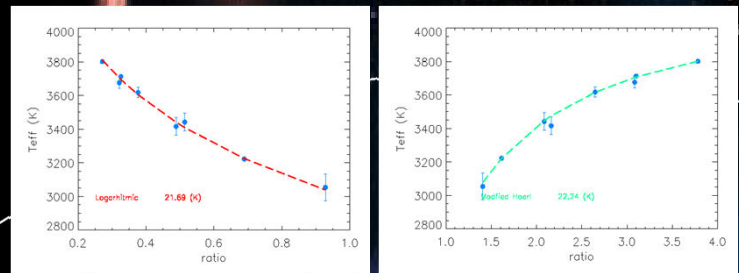 4000
3800
3600
3400
3200
3000
2800
Teff (K)
Logarhitmic 21.69 (K)
0.2 0.4 0.6 0.8 1.0
ratio
4000
3800
3600
3400
3200
3000
2800
Teff (K)
Modified Hoerl 22.24 (K)
1.0 1.5 2.0 2.5 3.0 3.5 4.0
ratio